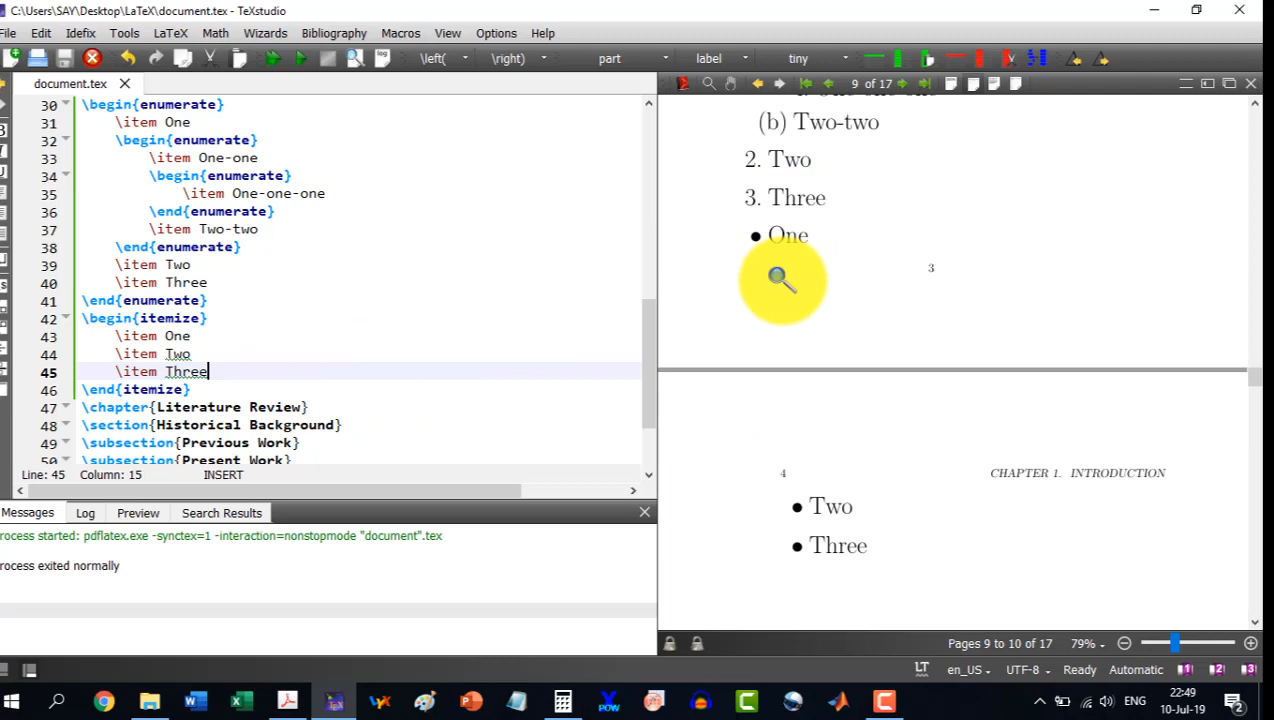 C:\Users\SAY\Desktop\LaTeX\document.tex - TeXstudio
File Edit Idefix Tools LaTeX Math Wizards Bibliography Macros View Options Help
\left( \right) part label tiny
document.tex
9 of 17
30 \begin{enumerate}
31 \item One
32 \begin{enumerate}
33 \item One-one
34 \begin{enumerate}
35 \item One-one-one
36 \end{enumerate}
37 \item Two-two
38 \end{enumerate}
39 \item Two
40 \item Three
41 \end{enumerate}
42 \begin{itemize}
43 \item One
44 \item Two
45 \item Three
46 \end{itemize}
47 \chapter{Literature Review}
48 \section{Historical Background}
49 \subsection{Previous Work}
50 \subsection{Present Work}
Line: 45 Column: 15 INSERT
Messages Log Preview Search Results
rocess started: pdflatex.exe -synctex=1 -interaction=nonstopmode "document".tex
rocess exited normally
(b) Two-two
2. Two
3. Three
• One
3
4 CHAPTER 1. INTRODUCTION
• Two
• Three
Pages 9 to 10 of 17 79%
LT en_US UTF-8 Ready Automatic 1 2 3
ENG 22:49
10-Jul-19 2